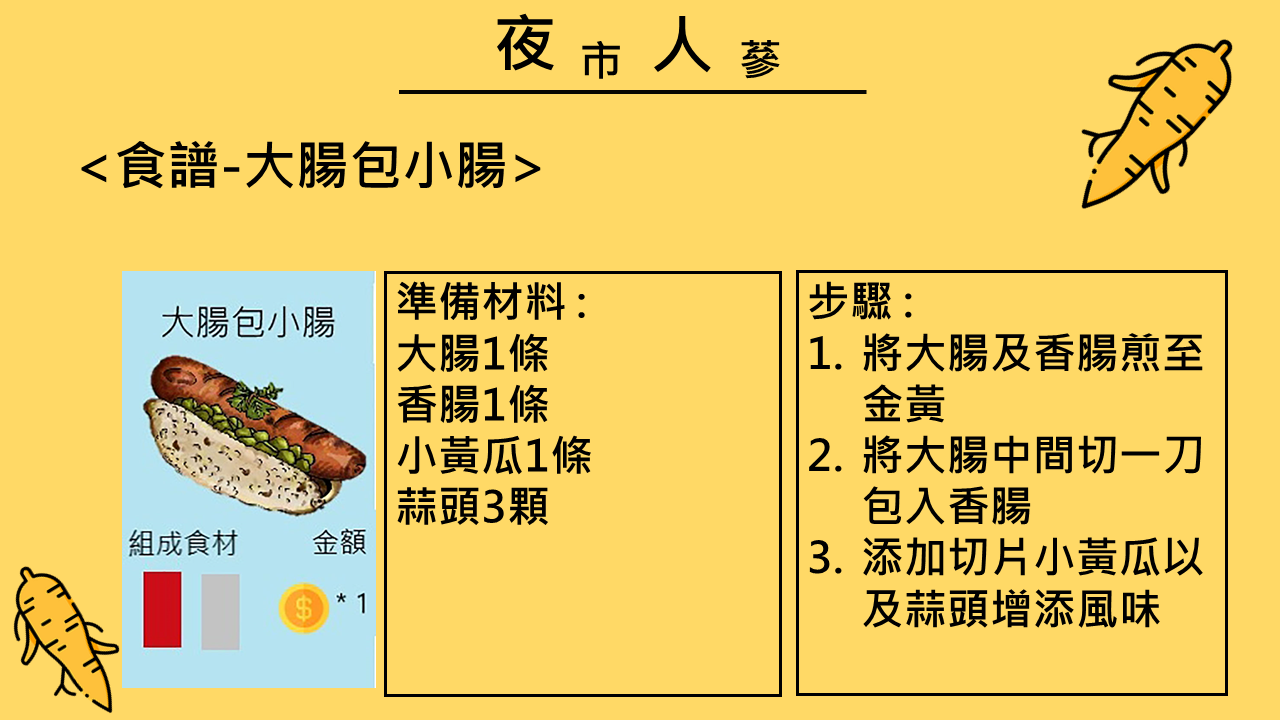 夜市人蔘
<食譜-大腸包小腸>
大腸包小腸
組成食材 金額
$ * 1
準備材料:
大腸1條
香腸1條
小黃瓜1條
蒜頭3顆
步驟:
1. 將大腸及香腸煎至
金黃
2. 將大腸中間切一刀
包入香腸
3. 添加切片小黃瓜以
及蒜頭增添風味